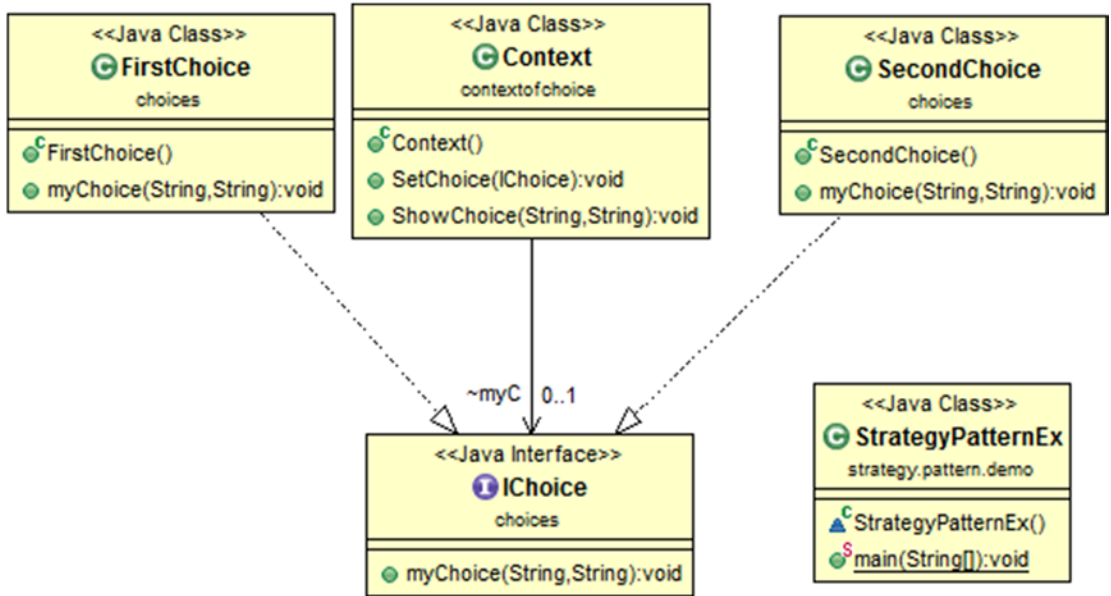 <<Java Class>>
FirstChoice
choices
FirstChoice()
myChoice(String,String):void
<<Java Class>>
Context
contextofchoice
Context()
SetChoice(IChoice):void
ShowChoice(String,String):void
<<Java Class>>
SecondChoice
choices
SecondChoice()
myChoice(String,String):void
~myC 0..1
<<Java Interface>>
IChoice
choices
myChoice(String,String):void
<<Java Class>>
StrategyPatternEx
strategy.pattern.demo
StrategyPatternEx()
main(String[]):void